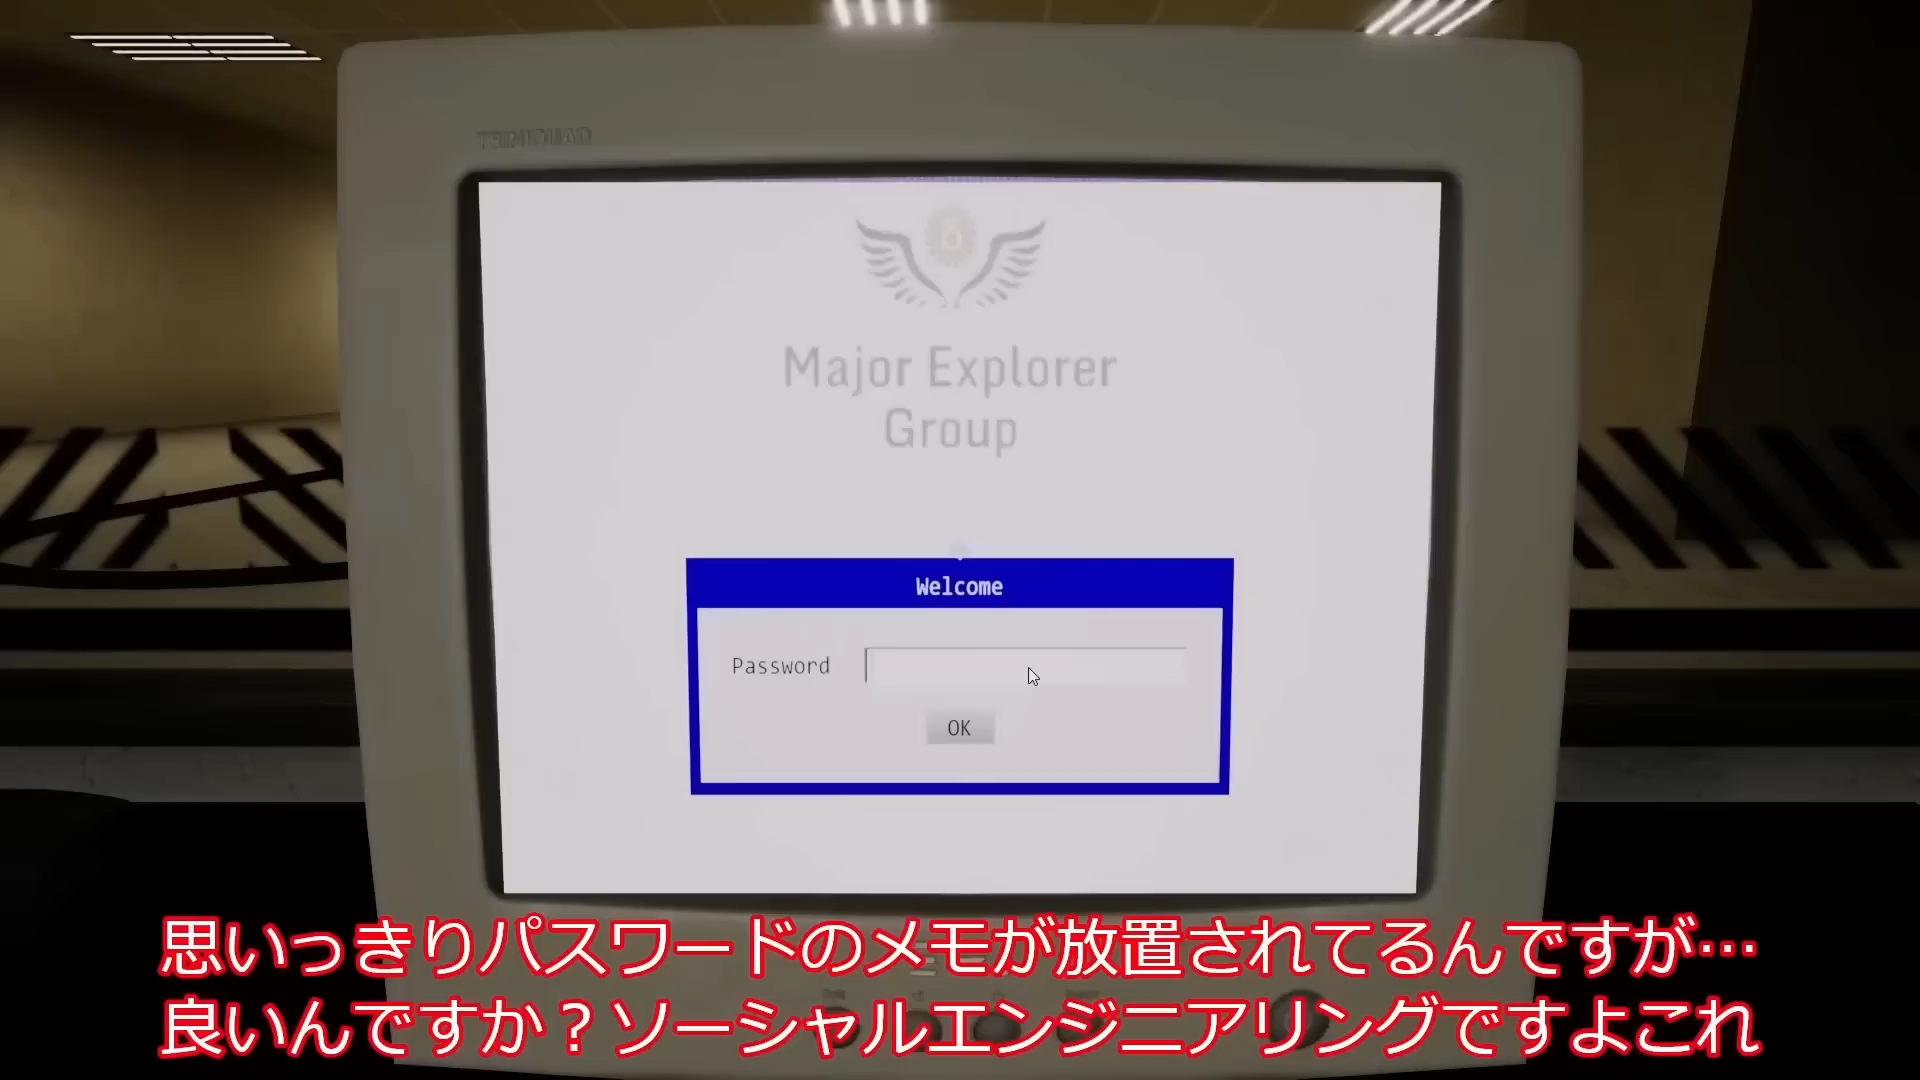 TRINIQUAD
8
Major Explorer
Group
Welcome
Password
OK
思いっきりパスワードのメモが放置されてるんですが…
良いんですか？ソーシャルエンジニアリングですよこれ